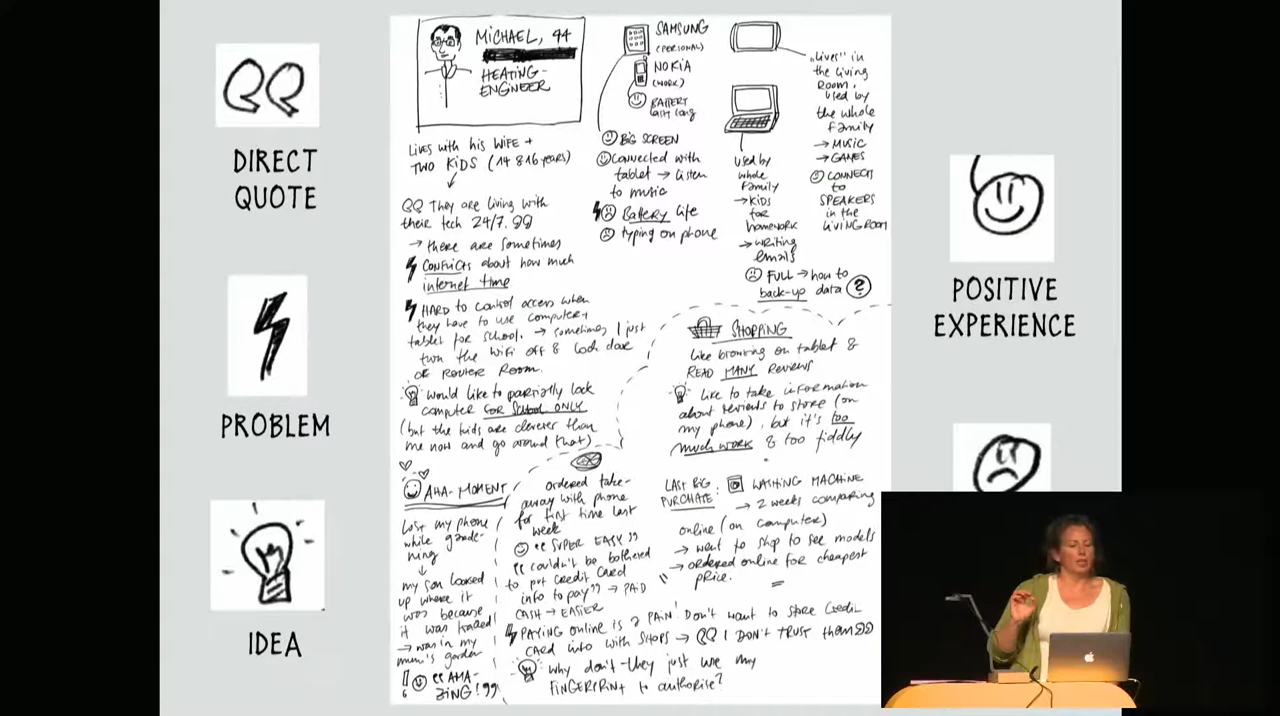 DIRECT
QUOTE
PROBLEM
IDEA
MICHAEL, 44
HEATING-
ENGINEER
LIVES with his WIFE +
TWO KIDS (14 & 16 years)
They are living with
their tech 24/7.
→ there are sometimes
CONFLICTS about how much
internet time
HARD to control access when
they have to use computer+
tablet for school. → sometimes I just
turn the wifi off & lock door
OF ROUTER ROOM.
would like to partially lock
computer FOR School ONLY
(but the kids are cleverer than
me now and go around that)
AHA-MOMENT
Lost my phone
while garde-
ning
my son looked
up where it
was because
it was tracked
→ was in my
mum's garden
!! "AMA-
ZING!"
SAMSUNG
(PERSONAL)
NOKIA
(WORK)
BATTERY
last long
BIG SCREEN
connected with
tablet → listen
to music
Battery life
typing on phone
"Lives" in
the living
Room.
used by
the whole
family
→ MUSIC
→ GAMES
CONNECTS
to
SPEAKERS
in the
LIVINGROOM
used by
whole
family
→ KIDS
for
homework
→ writing
emails
FULL → how to
back-up data ?
SHOPPING
like browsing on tablet &
READ MANY REVIEWS
like to take information
about reviews to store (on
my phone), but it's too
much work & too fiddly
LAST BIG
PURCHASE: WASHING MACHINE
→ 2 weeks comparing
online (on computer)
→ went to shop to see models
→ ordered online for cheapest
price.
ordered take-
away with phone
for first time last
week
"SUPER EASY"
"couldn't be bothered
to put credit card
info to pay" → PAID
CASH → EASIER
PAYING online is a PAIN! Don't want to store credit
CARD info with SHOPS → I DON'T TRUST them
Why don't they just use my
FINGERPRINT to authorise?
POSITIVE
EXPERIENCE